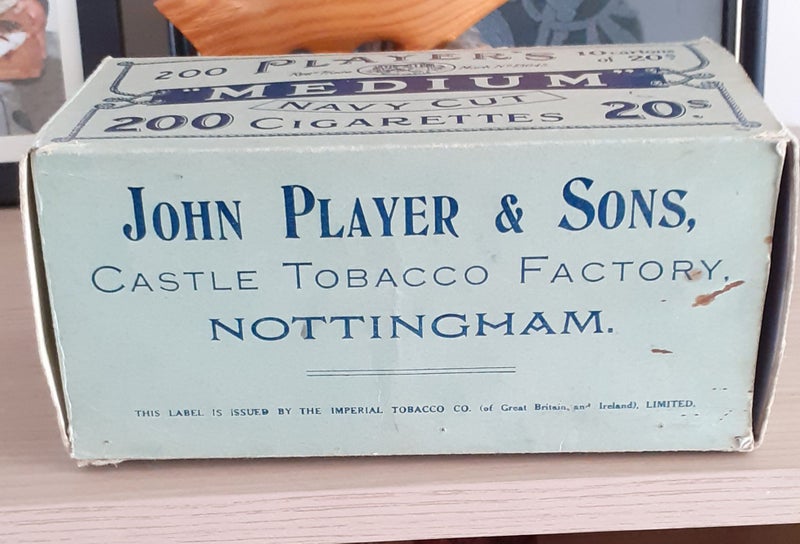 200 PLAYER'S 10 cartons of 20s
"MEDIUM"
NAVY CUT
200 CIGARETTES 20s.
JOHN PLAYER & SONS,
CASTLE TOBACCO FACTORY,
NOTTINGHAM.
THIS LABEL IS ISSUED BY THE IMPERIAL TOBACCO CO. (of Great Britain, and Ireland), LIMITED.